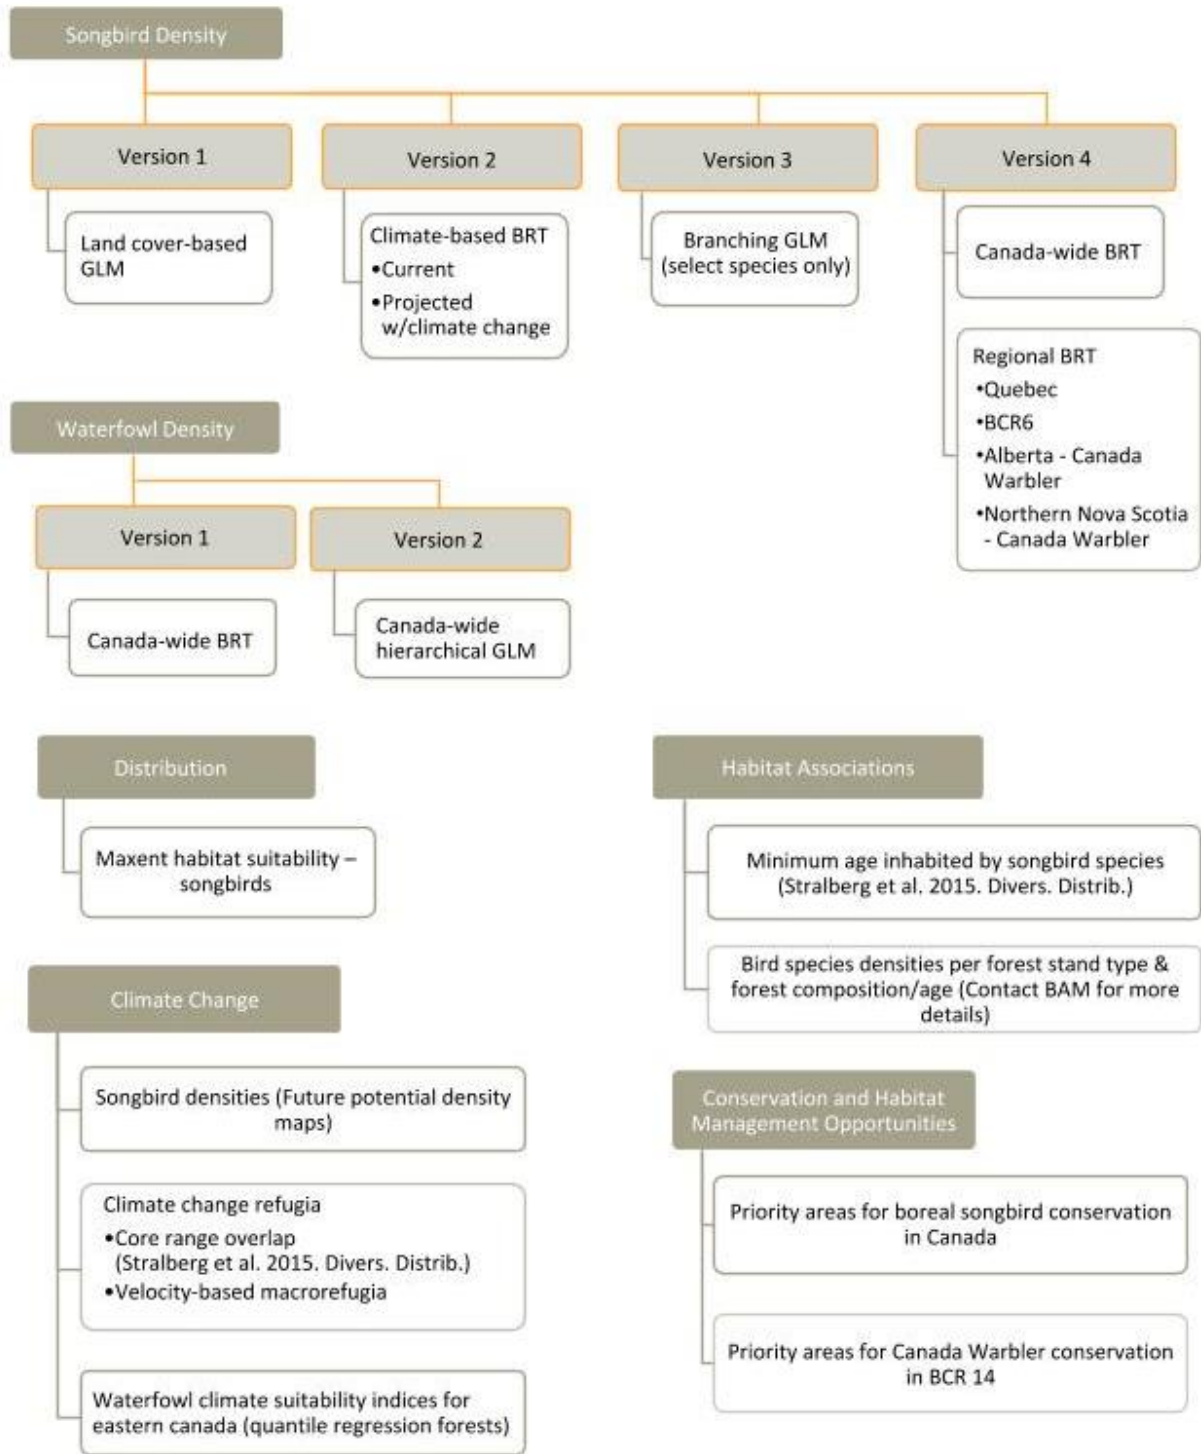 Songbird Density
Version 1
Land cover-based
GLM
Version 2
Climate-based BRT
•Current
•Projected
w/climate change
Version 3
Branching GLM
(select species only)
Version 4
Canada-wide BRT
Regional BRT
•Quebec
•BCR6
•Alberta - Canada
Warbler
•Northern Nova Scotia
- Canada Warbler
Waterfowl Density
Version 1
Canada-wide BRT
Version 2
Canada-wide
hierarchical GLM
Distribution
Maxent habitat suitability –
songbirds
Habitat Associations
Minimum age inhabited by songbird species
(Stralberg et al. 2015. Divers. Distrib.)
Bird species densities per forest stand type &
forest composition/age (Contact BAM for more
details)
Climate Change
Songbird densities (Future potential density
maps)
Climate change refugia
•Core range overlap
(Stralberg et al. 2015. Divers. Distrib.)
•Velocity-based macrorefugia
Waterfowl climate suitability indices for
eastern canada (quantile regression forests)
Conservation and Habitat
Management Opportunities
Priority areas for boreal songbird conservation
in Canada
Priority areas for Canada Warbler conservation
in BCR 14